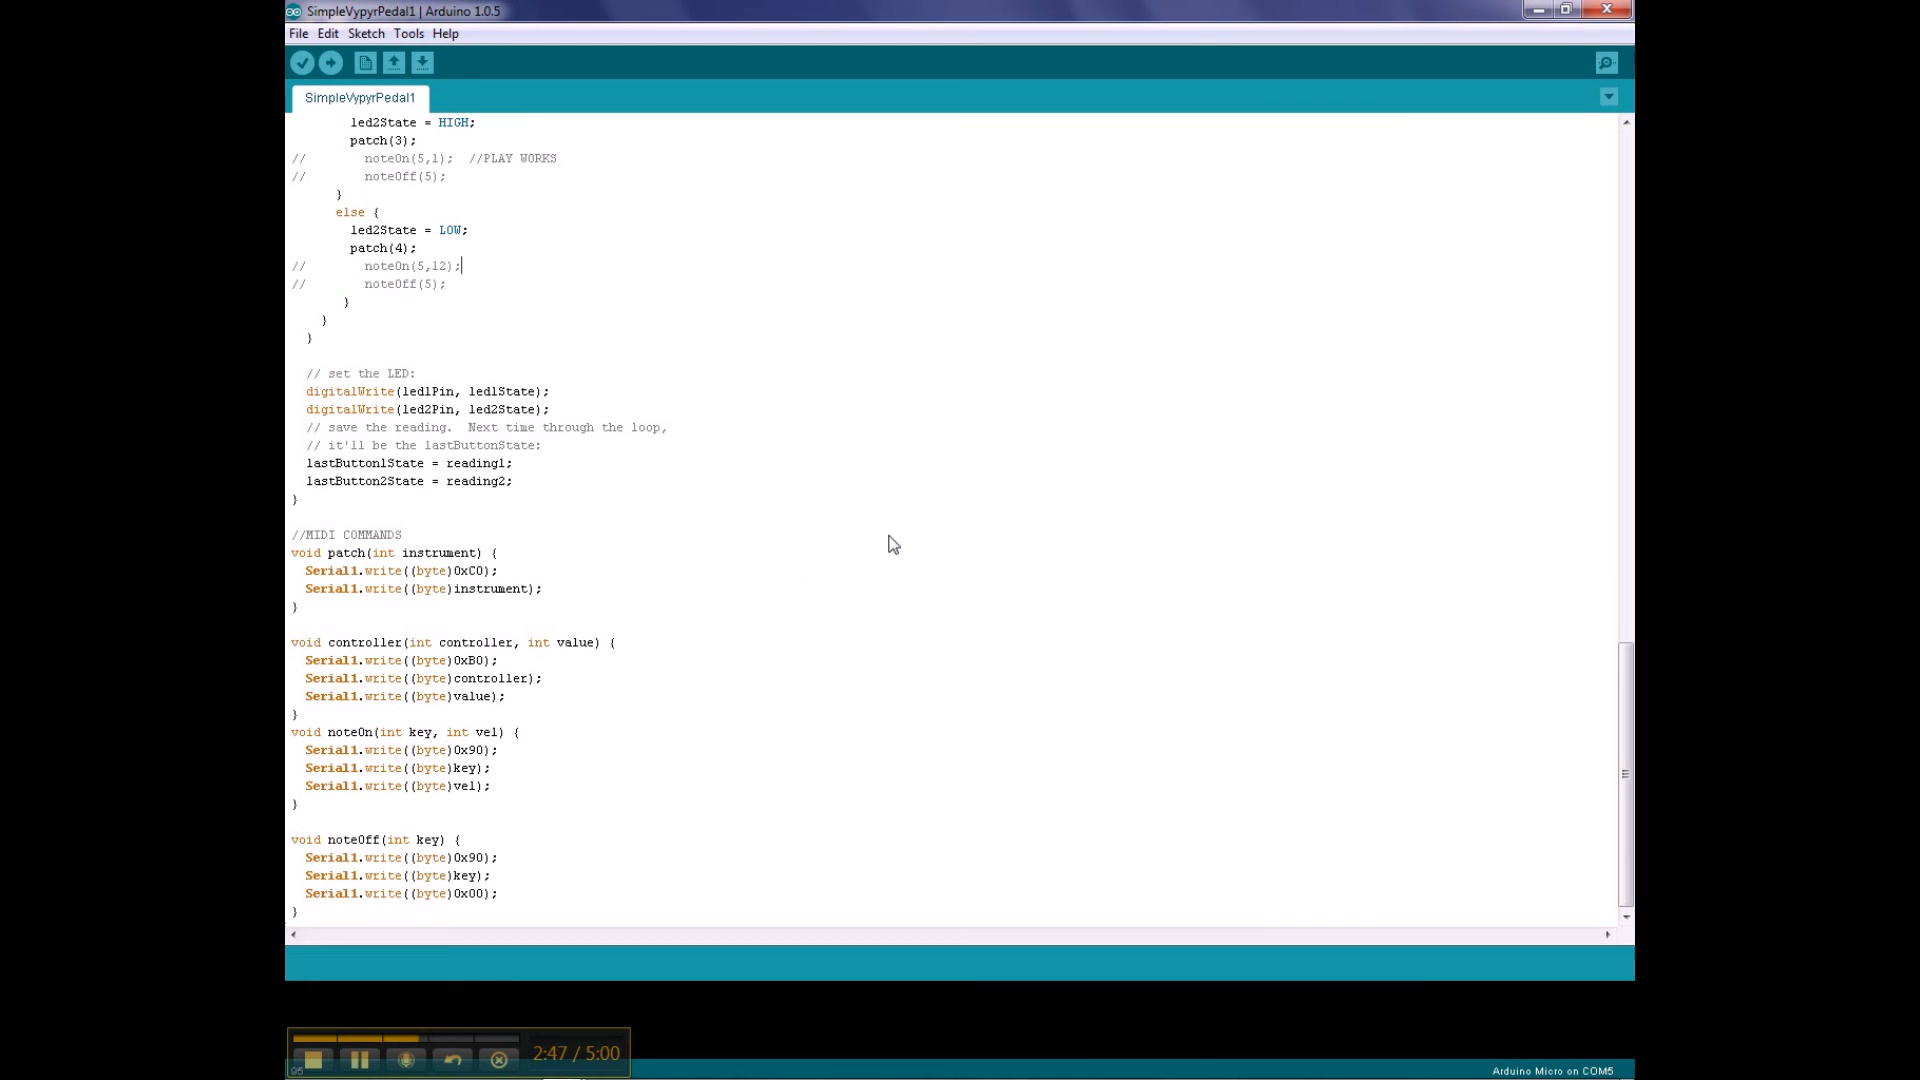 SimpleVypyrPedal1 | Arduino 1.0.5
File Edit Sketch Tools Help
SimpleVypyrPedal1
led2State = HIGH;
patch(3);
// noteOn(5,1); //PLAY WORKS
// noteOff(5);
}
else {
led2State = LOW;
patch(4);
// noteOn(5,12);
// noteOff(5);
}
}
}
// set the LED:
digitalWrite(led1Pin, led1State);
digitalWrite(led2Pin, led2State);
// save the reading. Next time through the loop,
// it'll be the lastButtonState:
lastButton1State = reading1;
lastButton2State = reading2;
}
//MIDI COMMANDS
void patch(int instrument) {
Serial1.write((byte)0xC0);
Serial1.write((byte)instrument);
}
void controller(int controller, int value) {
Serial1.write((byte)0xB0);
Serial1.write((byte)controller);
Serial1.write((byte)value);
}
void noteOn(int key, int vel) {
Serial1.write((byte)0x90);
Serial1.write((byte)key);
Serial1.write((byte)vel);
}
void noteOff(int key) {
Serial1.write((byte)0x90);
Serial1.write((byte)key);
Serial1.write((byte)0x00);
}
2:47 / 5:00
95
Arduino Micro on COM5